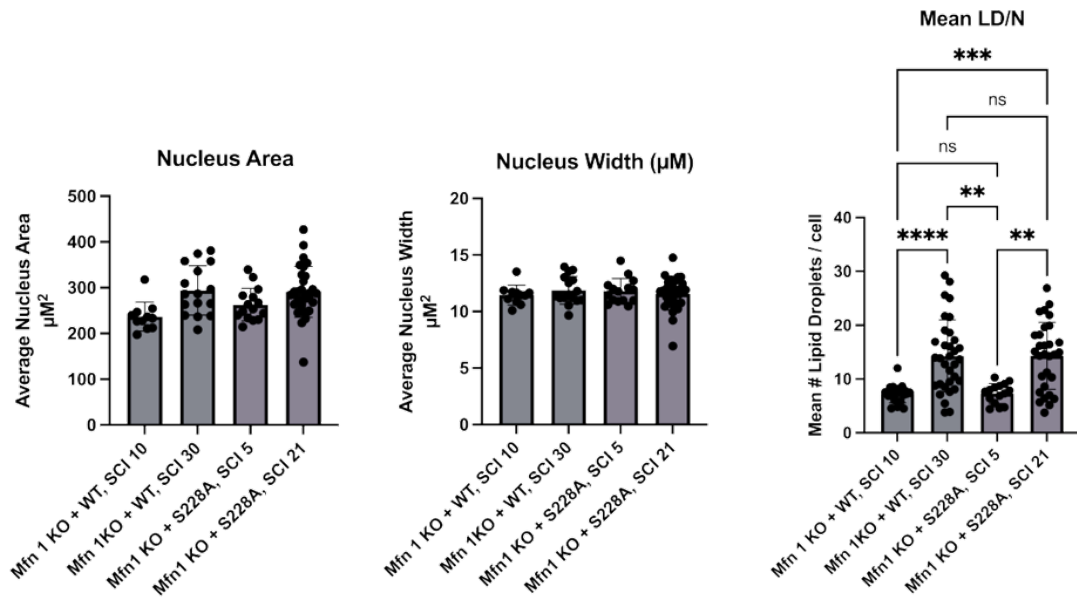 Nucleus Area
Average Nucleus Area
µM²
500
400
300
200
100
0
Mfn 1 KO + WT, SCI 10
Mfn 1KO + WT, SCI 30
Mfn1 KO + S228A, SCI 5
Mfn1 KO + S228A, SCI 21
Nucleus Width (µM)
Average Nucleus Width
µM²
20
15
10
5
0
Mfn 1 KO + WT, SCI 10
Mfn 1KO + WT, SCI 30
Mfn1 KO + S228A, SCI 5
Mfn1 KO + S228A, SCI 21
Mean LD/N
***
ns
ns
**
****
**
Mean # Lipid Droplets / cell
40
30
20
10
0
Mfn 1 KO + WT, SCI 10
Mfn 1KO + WT, SCI 30
Mfn1 KO + S228A, SCI 5
Mfn1 KO + S228A, SCI 21